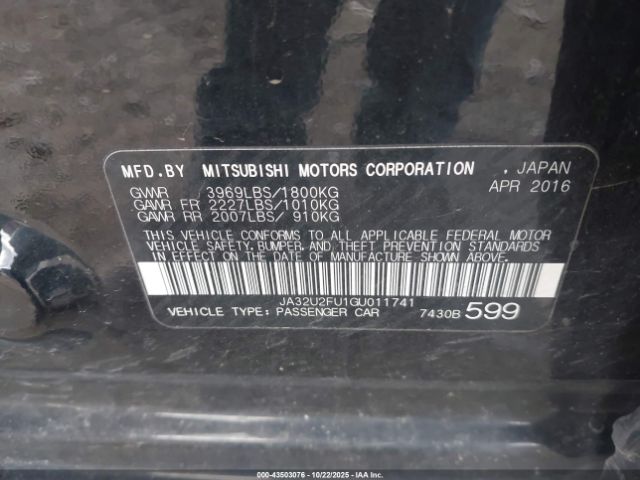 MFD.BY MITSUBISHI MOTORS CORPORATION , JAPAN
GVWR 3969LBS/1800KG APR 2016
GAWR FR 2227LBS/1010KG
GAWR RR 2007LBS/ 910KG
THIS VEHICLE CONFORMS TO ALL APPLICABLE FEDERAL MOTOR
VEHICLE SAFETY, BUMPER, AND THEFT PREVENTION STANDARDS
IN EFFECT ON THE DATE OF MANUFACTURE SHOWN ABOVE.
JA32U2FU1GU011741
VEHICLE TYPE: PASSENGER CAR 7430B 599
000-43503076 - 10/22/2025 - Copyright © 2025 IAA, Inc.